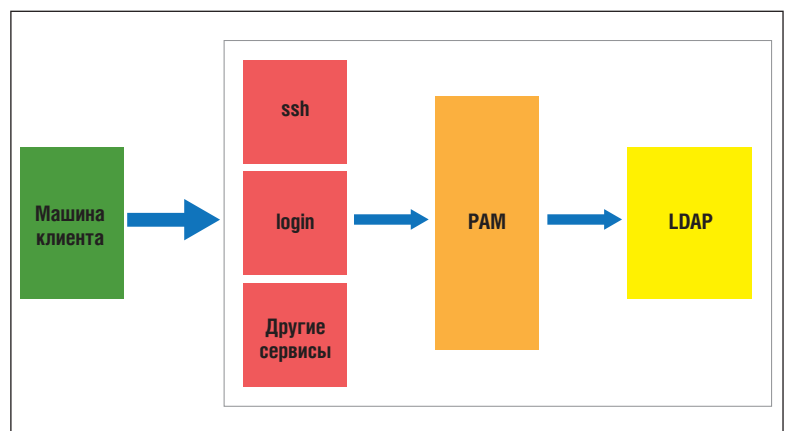 Машина
клиента
ssh
login
Другие
сервисы
PAM
LDAP